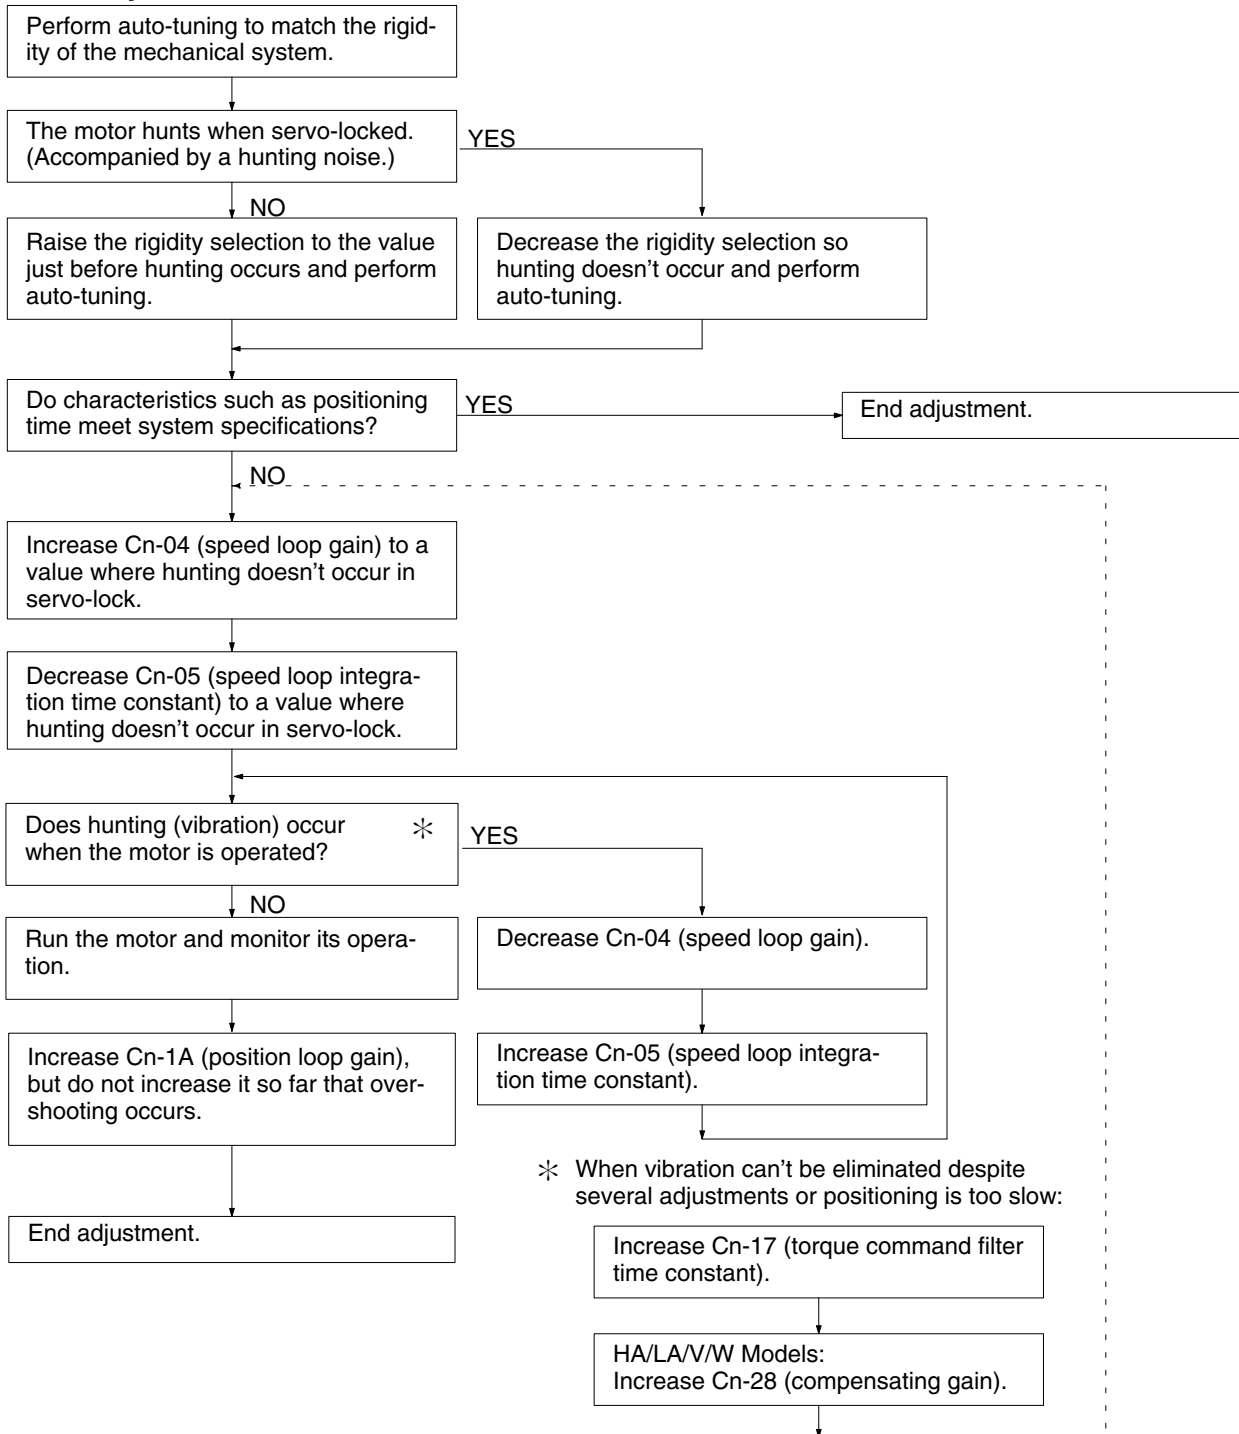 Perform auto-tuning to match the rigid-
ity of the mechanical system.
The motor hunts when servo-locked.
(Accompanied by a hunting noise.)
YES
NO
Raise the rigidity selection to the value
just before hunting occurs and perform
auto-tuning.
Decrease the rigidity selection so
hunting doesn't occur and perform
auto-tuning.
Do characteristics such as positioning
time meet system specifications?
YES
End adjustment.
NO
Increase Cn-04 (speed loop gain) to a
value where hunting doesn't occur in
servo-lock.
Decrease Cn-05 (speed loop integra-
tion time constant) to a value where
hunting doesn't occur in servo-lock.
Does hunting (vibration) occur *
when the motor is operated?
YES
NO
Run the motor and monitor its opera-
tion.
Decrease Cn-04 (speed loop gain).
Increase Cn-1A (position loop gain),
but do not increase it so far that over-
shooting occurs.
Increase Cn-05 (speed loop integra-
tion time constant).
End adjustment.
* When vibration can't be eliminated despite
several adjustments or positioning is too slow:
Increase Cn-17 (torque command filter
time constant).
HA/LA/V/W Models:
Increase Cn-28 (compensating gain).